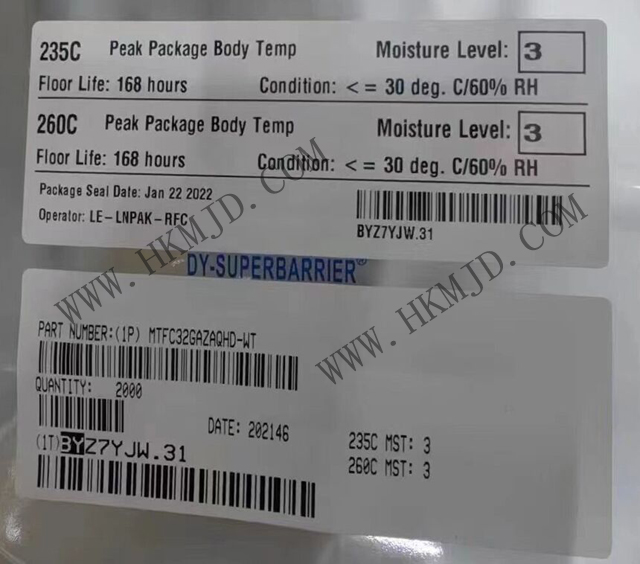 235C Peak Package Body Temp Moisture Level: 3
Floor Life: 168 hours Condition: < = 30 deg. C/60% RH
260C Peak Package Body Temp Moisture Level: 3
Floor Life: 168 hours Condition: < = 30 deg. C/60% RH
Package Seal Date: Jan 22 2022
Operator: LE-LNPAK-RFC
BYZ7YJW.31
DY-SUPERBARRIER®
PART NUMBER:(1P) MTFC32GAZAQHD-WT
QUANTITY: 2000
DATE: 202146
(1T)BYZ7YJW.31
235C MST: 3
260C MST: 3
WWW.HKMJD.COM
WWW.HKMJD.COM